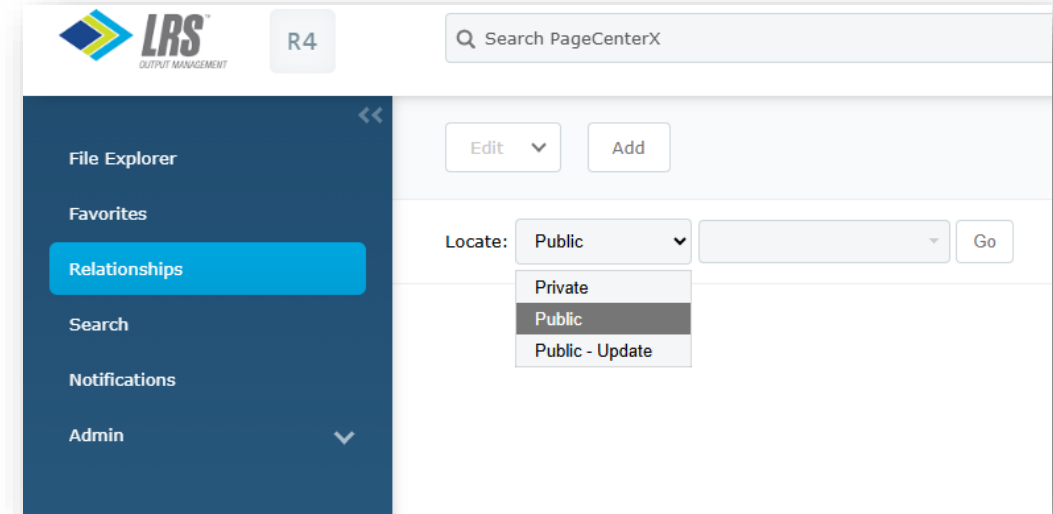 LRS™
OUTPUT MANAGEMENT
R4
Search PageCenterX
File Explorer
Favorites
Relationships
Search
Notifications
Admin
Edit
Add
Locate: Public
Go
Private
Public
Public - Update